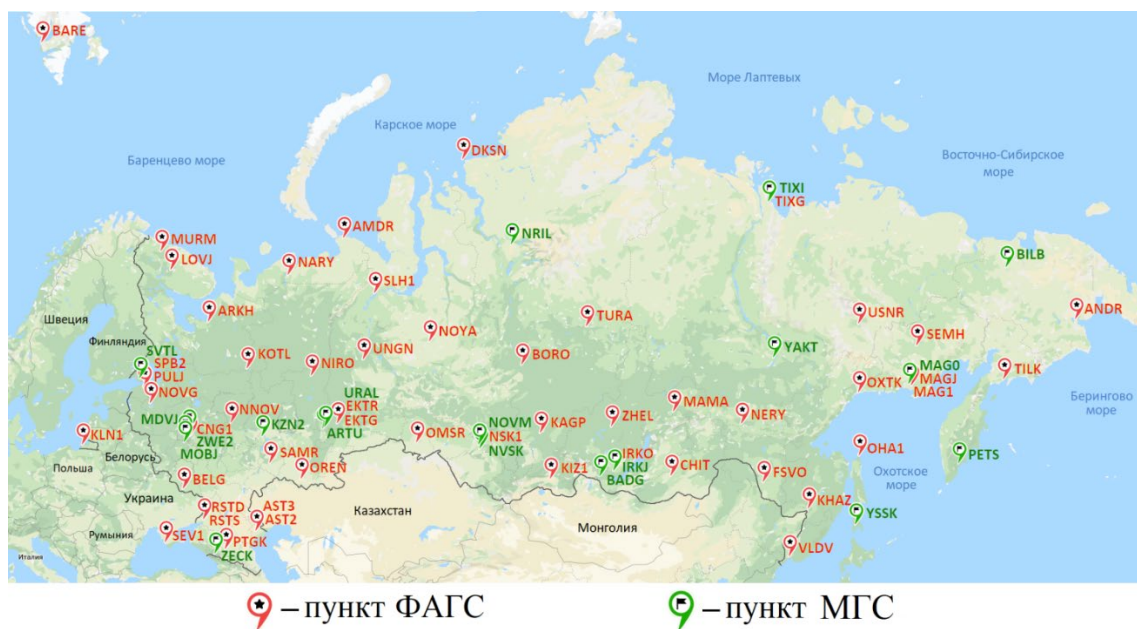 BARE
Море Лаптевых
Карское море
DKSN
Баренцево море
Восточно-Сибирское
море
TIXI
TIXG
AMDR
NRIL
MURM
LOVJ
NARY
BILB
SLH1
ARKH
TURA
USNR
ANDR
Швеция
NOYA
SEMH
Финляндия
SVTL
SPB2
PULJ
NOVG
KOTL
NIRO
UNGN
BORO
YAKT
MAG0
MAGJ
MAG1
TILK
OXTK
Берингово
море
URAL
EKTR
EKTG
ARTU
MDVJ
CNG1
ZWE2
MOBJ
NNOV
KZN2
KLN1
OMSR
NOVM
NSK1
NVSK
KAGP
ZHEL
MAMA
NERY
OHA1
PETS
Польша
Беларусь
SAMR
OREN
BELG
KIZ1
IRKO
IRKJ
BADG
CHIT
FSVO
Охотское
море
Украина
RSTD
RSTS
AST3
AST2
Казахстан
Монголия
KHAZ
YSSK
Румыния
SEV1
PTGK
ZECK
VLDV
Италия
– пункт ФАГС
– пункт МГС